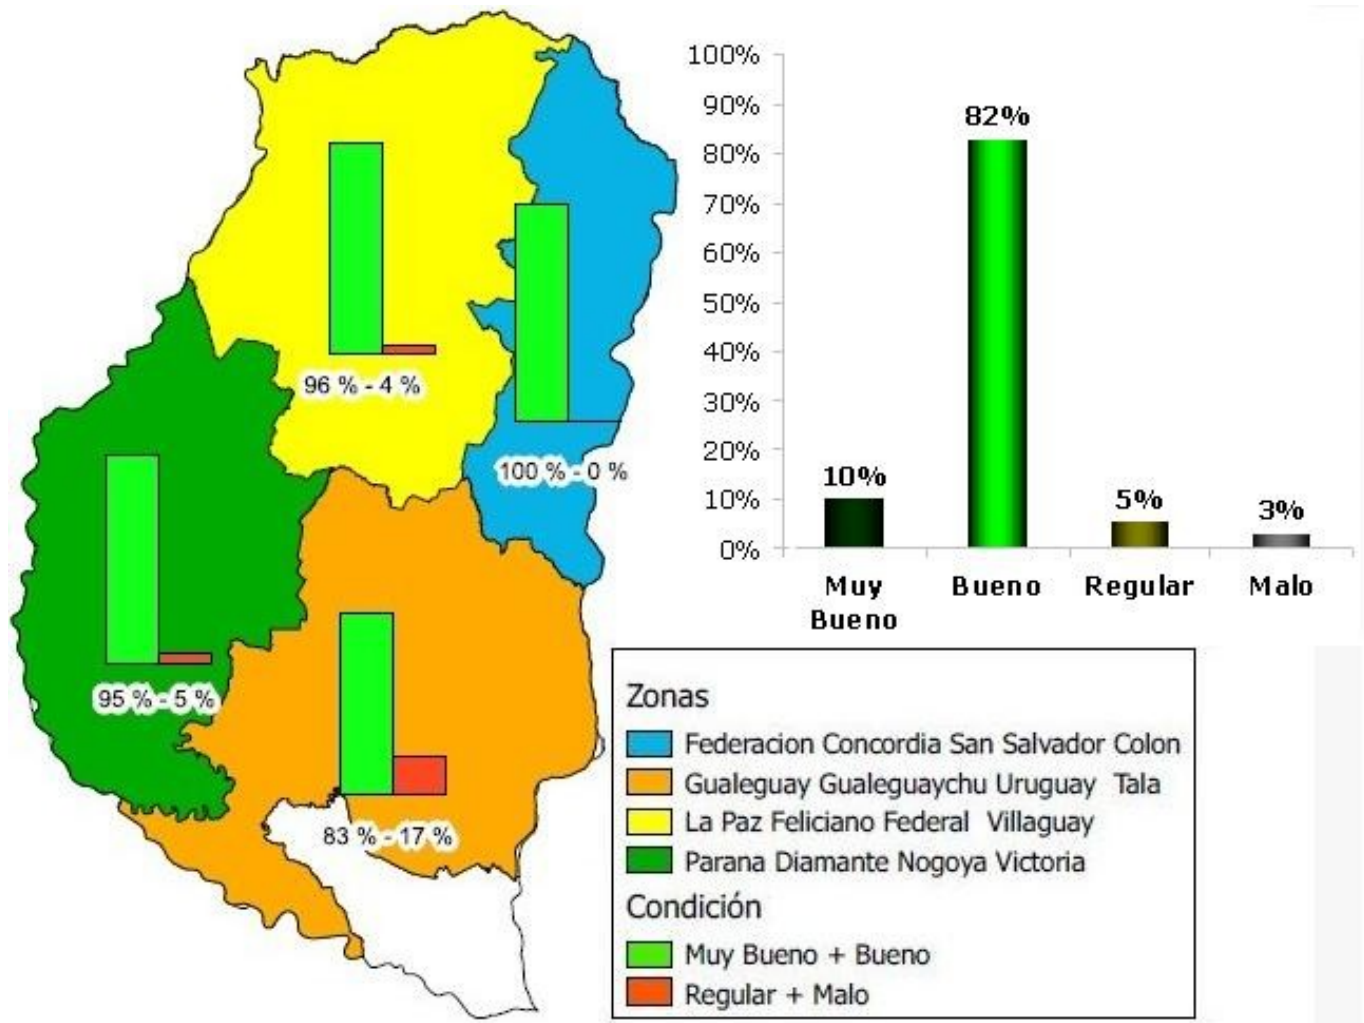 96 % - 4 %
100 % - 0 %
95 % - 5 %
83 % - 17 %
100%
90%
80%
70%
60%
50%
40%
30%
20%
10%
0%
10%
82%
5%
3%
Muy
Bueno
Bueno
Regular
Malo
Zonas
Federacion Concordia San Salvador Colon
Gualeguay Gualeguaychu Uruguay Tala
La Paz Feliciano Federal Villaguay
Parana Diamante Nogoya Victoria
Condición
Muy Bueno + Bueno
Regular + Malo